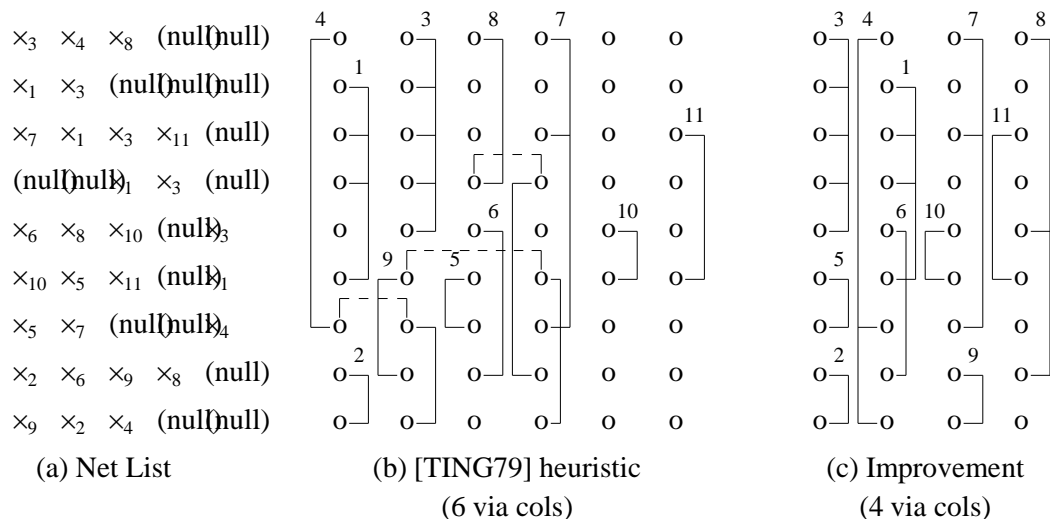 4 3 8 7 3 4 7 8
×3 ×4 ×8 (null) (null) o o o o o o o o o o
1 1
×1 ×3 (null) (null) (null) o o o o o o o o o o
11 11
×7 ×1 ×3 ×11 (null) o o o o o o o o o o
(null) (null) ×1 ×3 (null) o o o o o o o o o o
6 10 6 10
×6 ×8 ×10 (null) ×3 o o o o o o o o o o
9 5 5
×10 ×5 ×11 (null) ×1 o o o o o o o o o o
×5 ×7 (null) (null) ×4 o o o o o o o o o o
2 2 9
×2 ×6 ×9 ×8 (null) o o o o o o o o o o
×9 ×2 ×4 (null) (null) o o o o o o o o o o
(a) Net List (b) [TING79] heuristic (c) Improvement
(6 via cols) (4 via cols)